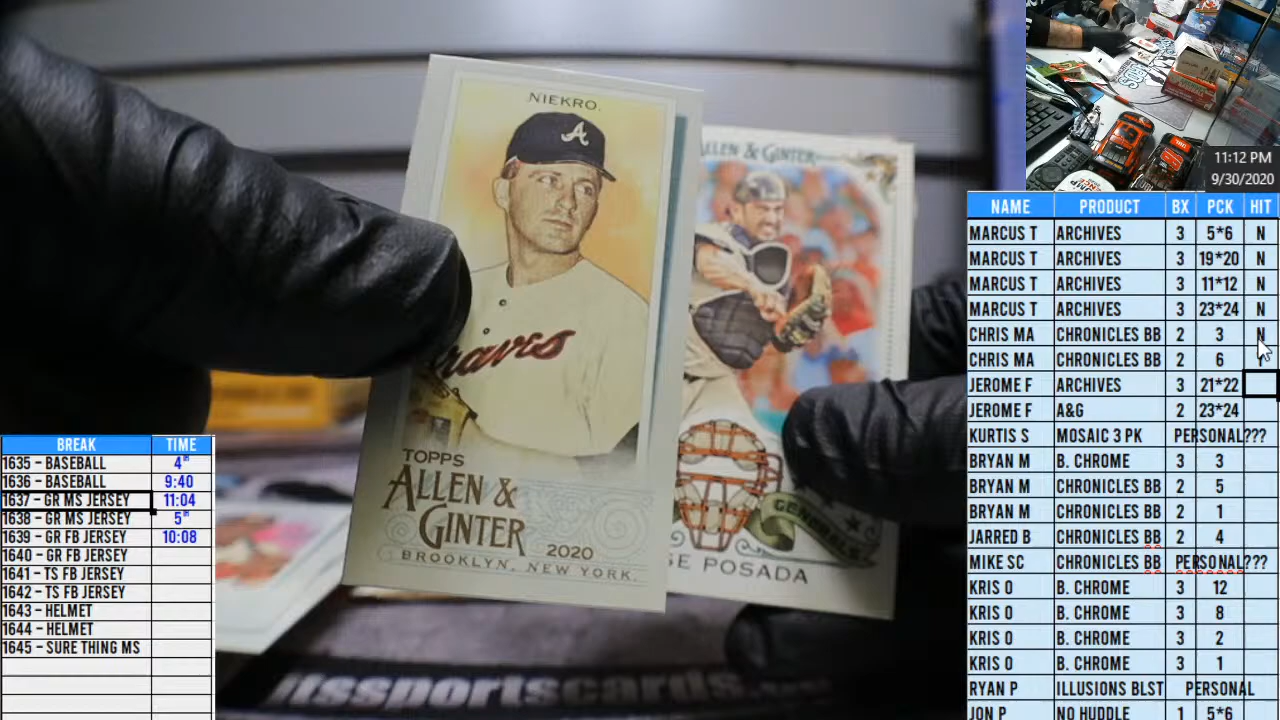 NIEKRO.
A
Braves
TOPPS
ALLEN &
GINTER
2020
BROOKLYN, NEW YORK.
ALLEN & GINTER
GENERALS
SE POSADA
itssportscards.
11:12 PM
9/30/2020
NAME PRODUCT BX PCK HIT
MARCUS T ARCHIVES 3 5*6 N
MARCUS T ARCHIVES 3 19*20 N
MARCUS T ARCHIVES 3 11*12 N
MARCUS T ARCHIVES 3 23*24 N
CHRIS MA CHRONICLES BB 2 3 N
CHRIS MA CHRONICLES BB 2 6
JEROME F ARCHIVES 3 21*22
JEROME F A&G 2 23*24
KURTIS S MOSAIC 3 PK PERSONAL???
BRYAN M B. CHROME 3 3
BRYAN M CHRONICLES BB 2 5
BRYAN M CHRONICLES BB 2 1
JARRED B CHRONICLES BB 2 4
MIKE SC CHRONICLES BB PERSONAL???
KRIS O B. CHROME 3 12
KRIS O B. CHROME 3 8
KRIS O B. CHROME 3 2
KRIS O B. CHROME 3 1
RYAN P ILLUSIONS BLST PERSONAL
JON P NO HUDDLE 1 5*6
BREAK TIME
1635 - BASEBALL 4th
1636 - BASEBALL 9:40
1637 - GR MS JERSEY 11:04
1638 - GR MS JERSEY 5th
1639 - GR FB JERSEY 10:08
1640 - GR FB JERSEY
1641 - TS FB JERSEY
1642 - TS FB JERSEY
1643 - HELMET
1644 - HELMET
1645 - SURE THING MS